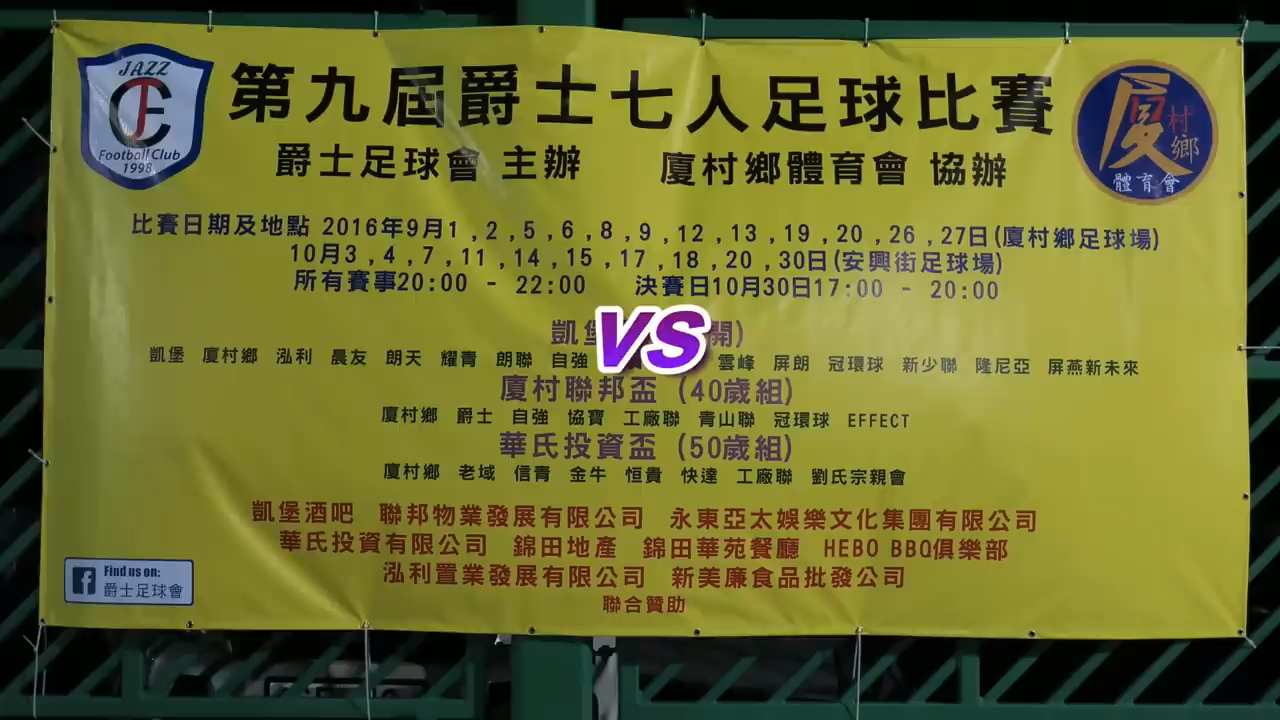 JAZZ
CFC
Football Club
1998
第九屆爵士七人足球比賽
廈村鄉
體育會
爵士足球會 主辦 廈村鄉體育會 協辦
比賽日期及地點 2016年9月1 , 2 , 5 , 6 , 8 , 9 , 12 , 13 , 19 , 20 , 26 , 27日(廈村鄉足球場)
10月3 , 4 , 7 , 11 , 14 , 15 , 17 , 18 , 20 , 30日(安興街足球場)
所有賽事20:00 - 22:00 決賽日10月30日17:00 - 20:00
凱堡 開)
VS
凱堡 廈村鄉 泓利 晨友 朗天 耀青 朗聯 自強 雲峰 屏朗 冠環球 新少聯 隆尼亞 屏燕新未來
廈村聯邦盃 (40歲組)
廈村鄉 爵士 自強 協寶 工廠聯 青山聯 冠環球 EFFECT
華氏投資盃 (50歲組)
廈村鄉 老域 信青 金牛 恒貴 快達 工廠聯 劉氏宗親會
凱堡酒吧 聯邦物業發展有限公司 永東亞太娛樂文化集團有限公司
華氏投資有限公司 錦田地產 錦田華苑餐廳 HEBO BBQ俱樂部
泓利置業發展有限公司 新美廉食品批發公司
聯合贊助
Find us on:
爵士足球會